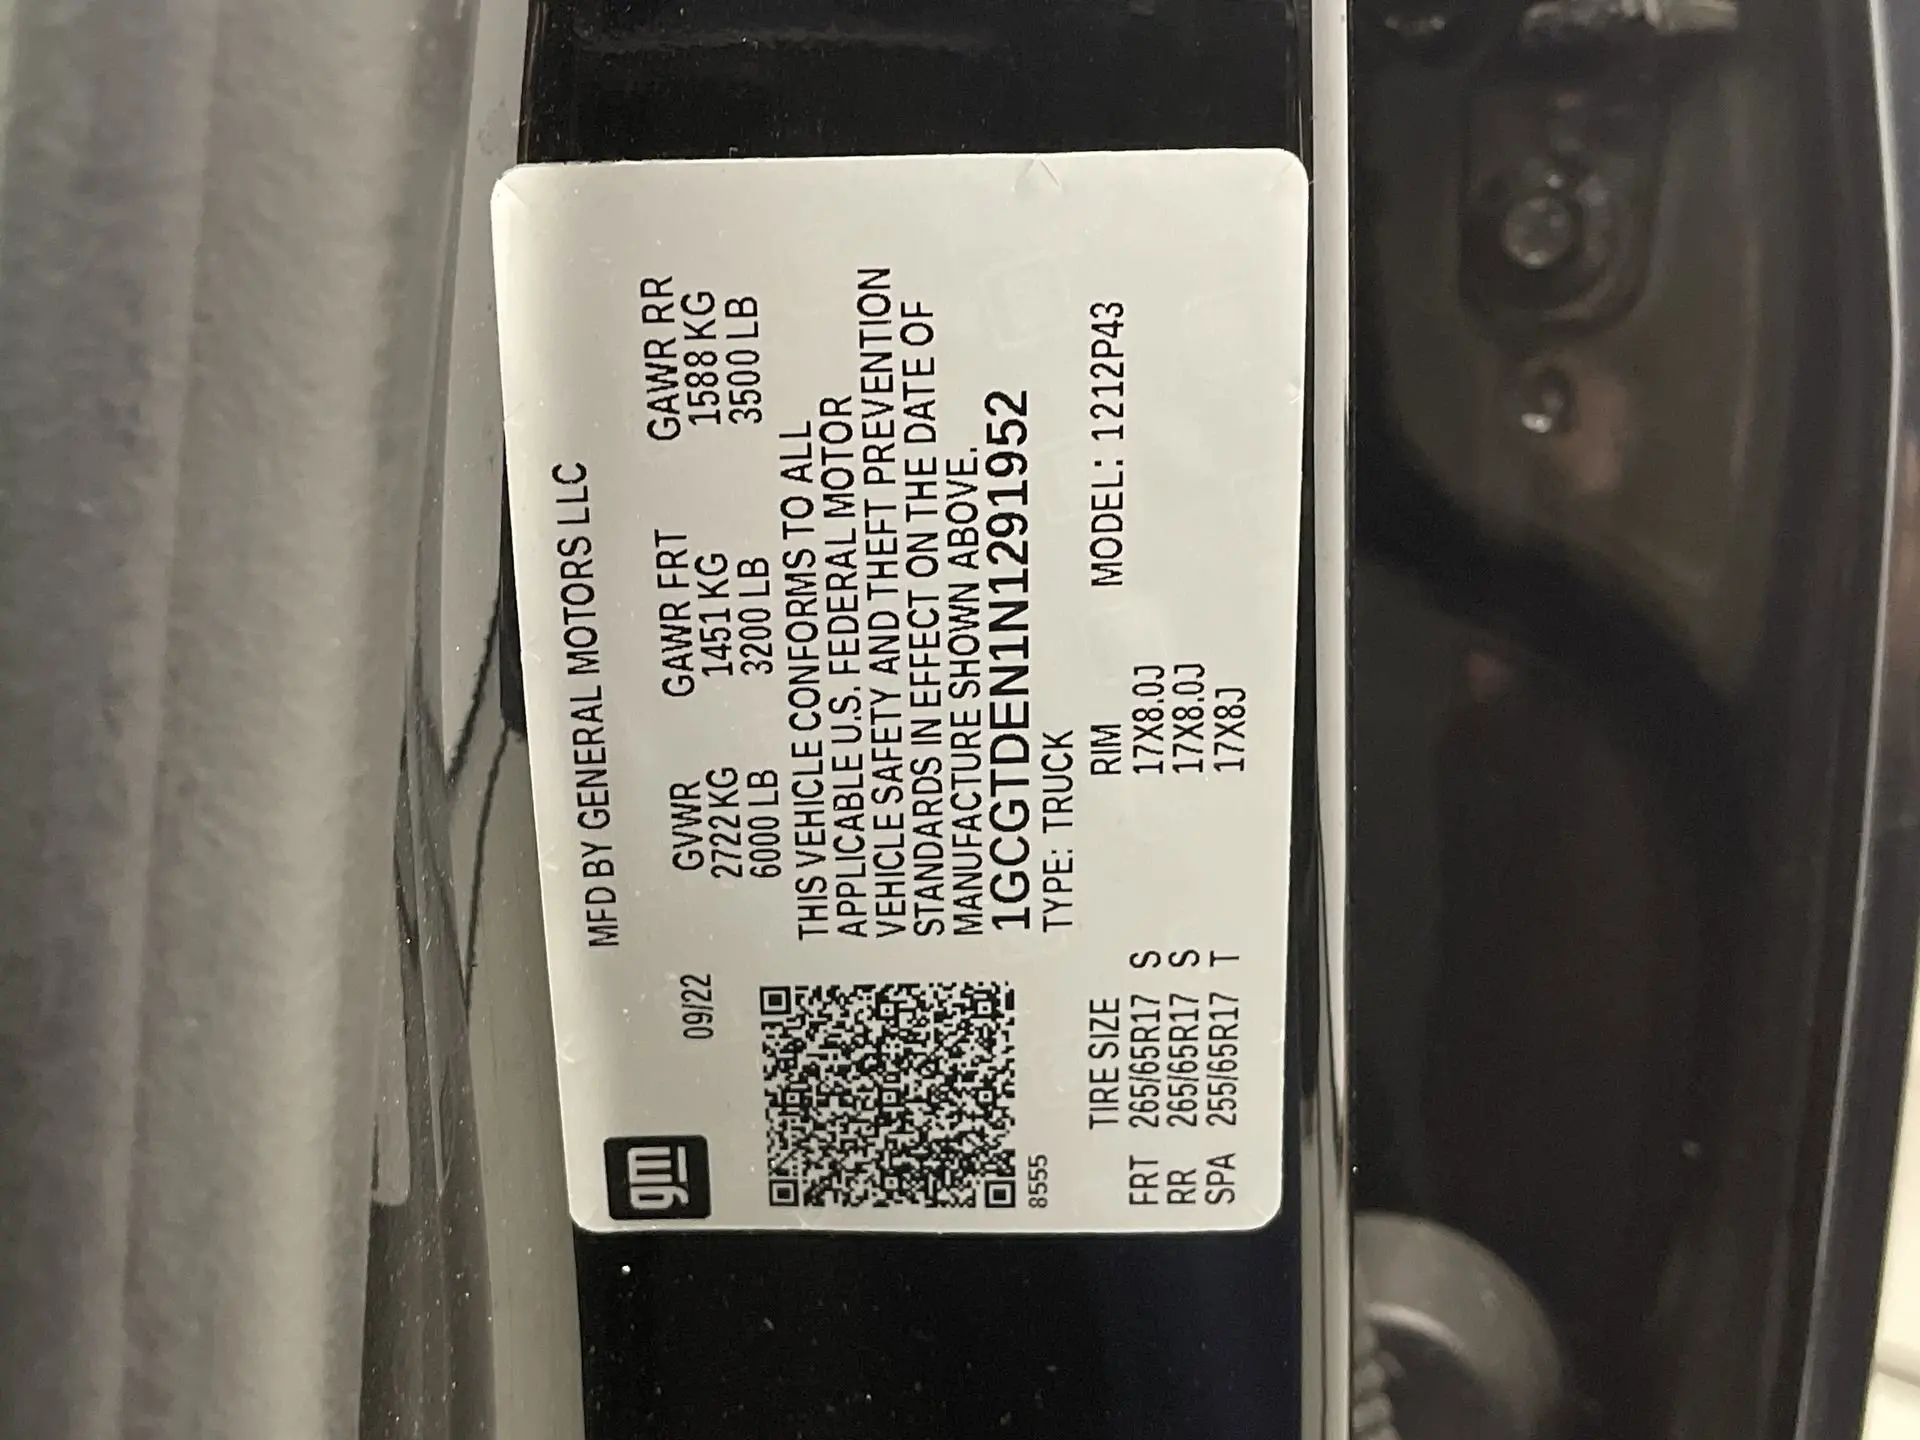 gm
MFD BY GENERAL MOTORS LLC
09/22
GVWR GAWR FRT GAWR RR
2722 KG 1451 KG 1588 KG
6000 LB 3200 LB 3500 LB
THIS VEHICLE CONFORMS TO ALL
APPLICABLE U.S. FEDERAL MOTOR
VEHICLE SAFETY AND THEFT PREVENTION
STANDARDS IN EFFECT ON THE DATE OF
MANUFACTURE SHOWN ABOVE.
1GCGTDEN1N1291952
8555
TYPE: TRUCK
TIRE SIZE RIM MODEL: 1212P43
FRT 265/65R17 S 17X8.0J
RR 265/65R17 S 17X8.0J
SPA 255/65R17 T 17X8J